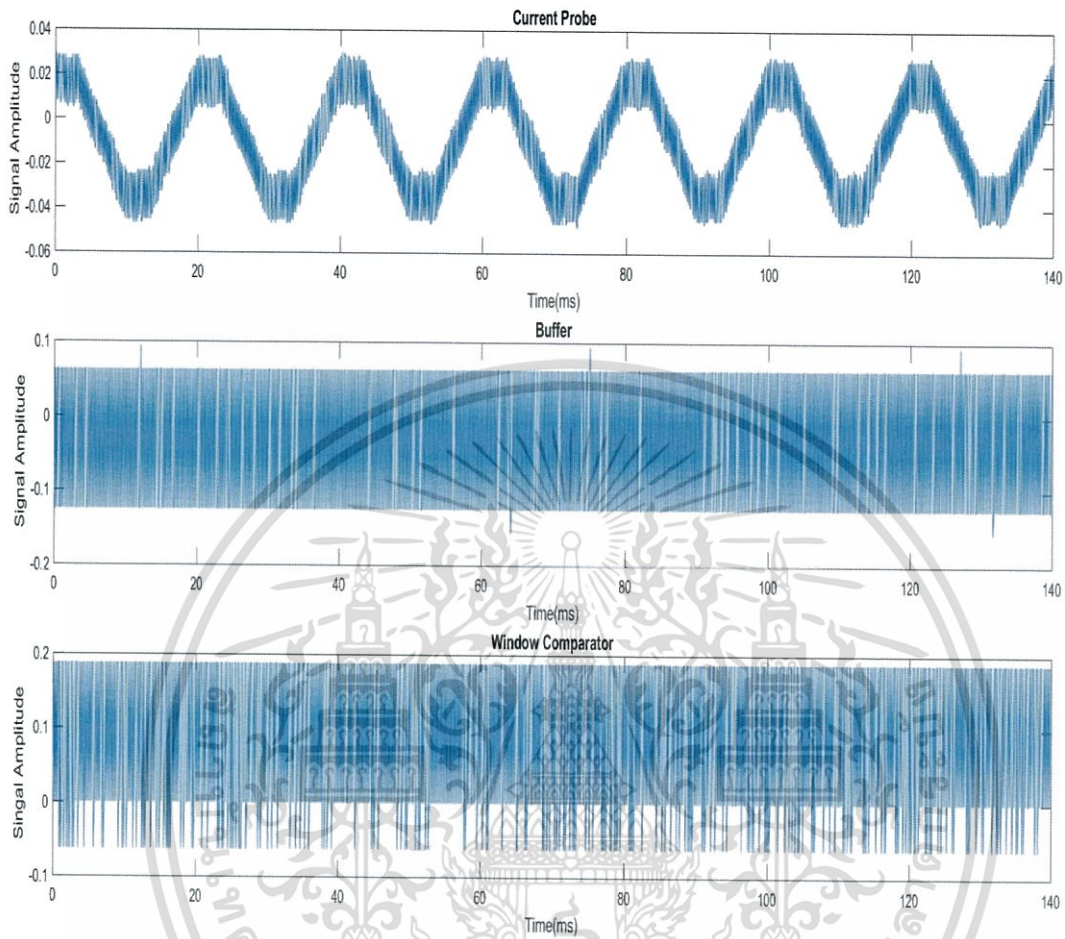 Current Probe
0.04
0.02
0
-0.02
-0.04
-0.06
Signal Amplitude
0 20 40 60 80 100 120 140
Time(ms)
Buffer
0.1
0
-0.1
-0.2
Signal Amplitude
0 20 40 60 80 100 120 140
Time(ms)
Window Comparator
0.2
0.1
0
-0.1
Singal Amplitude
0 20 40 60 80 100 120 140
Time(ms)